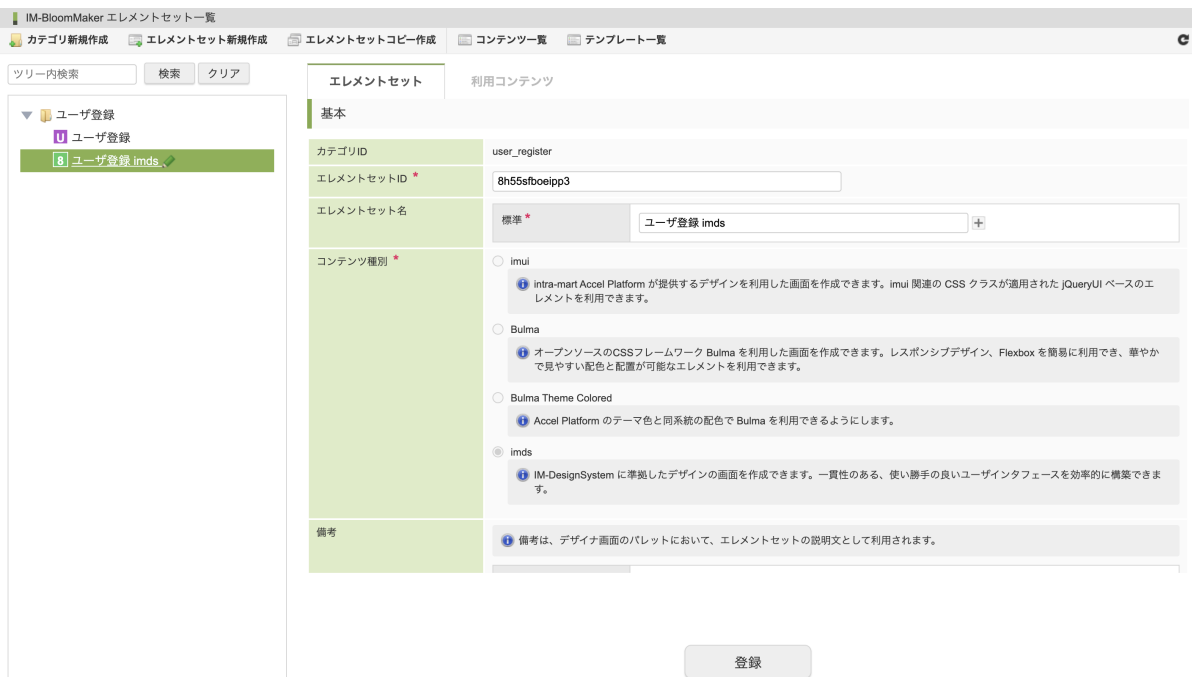 IM-BloomMaker エレメントセット一覧
カテゴリ新規作成 エレメントセット新規作成 エレメントセットコピー作成 コンテンツ一覧 テンプレート一覧
ツリー内検索 検索 クリア
ユーザ登録
U ユーザ登録
8 ユーザ登録 imds
エレメントセット 利用コンテンツ
基本
カテゴリID user_register
エレメントセットID * 8h55sfboeipp3
エレメントセット名 標準 * ユーザ登録 imds
コンテンツ種別 * imui
intra-mart Accel Platform が提供するデザインを利用した画面を作成できます。imui 関連の CSS クラスが適用された jQueryUI ベースのエ
レメントを利用できます。
Bulma
オープンソースのCSSフレームワーク Bulma を利用した画面を作成できます。レスポンシブデザイン、Flexbox を簡易に利用でき、華やか
で見やすい配色と配置が可能なエレメントを利用できます。
Bulma Theme Colored
Accel Platform のテーマ色と同系統の配色で Bulma を利用できるようにします。
imds
IM-DesignSystem に準拠したデザインの画面を作成できます。一貫性のある、使い勝手の良いユーザインタフェースを効率的に構築できま
す。
備考 備考は、デザイナ画面のパレットにおいて、エレメントセットの説明文として利用されます。
登録